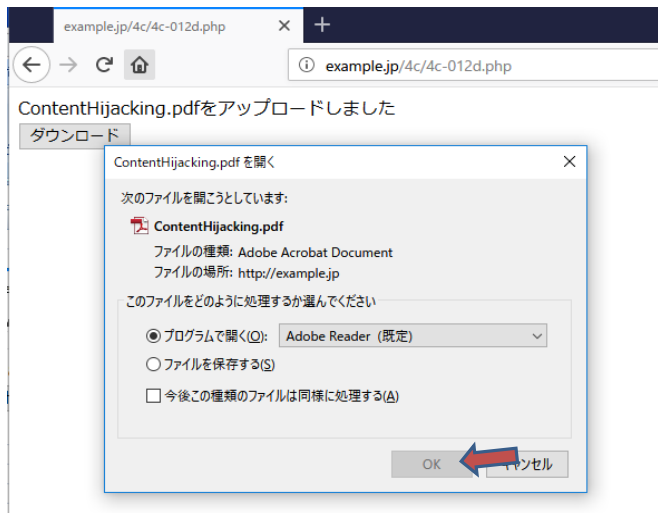 example.jp/4c/4c-012d.php
example.jp/4c/4c-012d.php
ContentHijacking.pdfをアップロードしました
ダウンロード
ContentHijacking.pdf を開く
次のファイルを開こうとしています:
ContentHijacking.pdf
ファイルの種類: Adobe Acrobat Document
ファイルの場所: http://example.jp
このファイルをどのように処理するか選んでください
プログラムで開く(O): Adobe Reader (既定)
ファイルを保存する(S)
今後この種類のファイルは同様に処理する(A)
OK